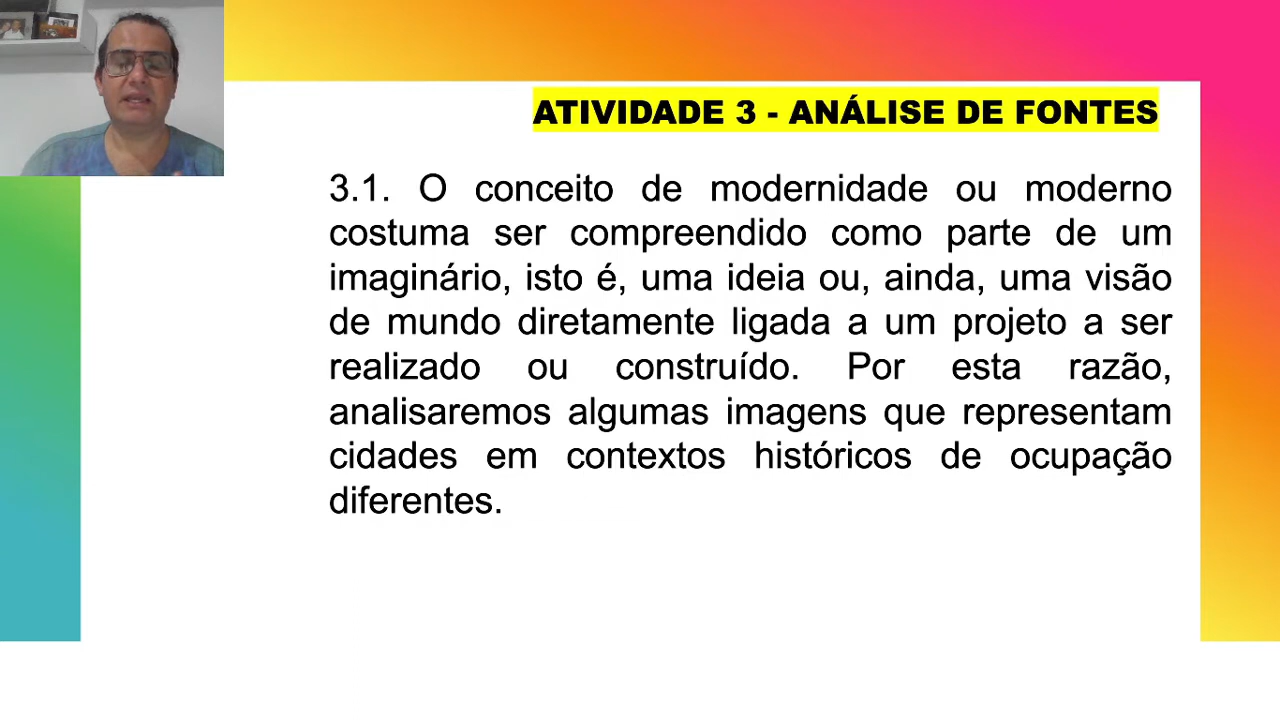 ATIVIDADE 3 - ANÁLISE DE FONTES
3.1. O conceito de modernidade ou moderno
costuma ser compreendido como parte de um
imaginário, isto é, uma ideia ou, ainda, uma visão
de mundo diretamente ligada a um projeto a ser
realizado ou construído. Por esta razão,
analisaremos algumas imagens que representam
cidades em contextos históricos de ocupação
diferentes.